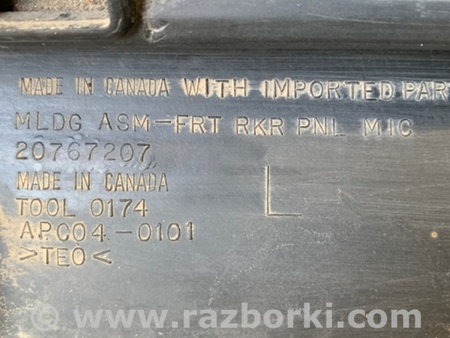 MADE IN CANADA WITH IMPORTED PAR
MLDG ASM-FRT RKR PNL MIC
20767207
MADE IN CANADA
TOOL 0174
APC04-0101
>TEO<
L
© www.razborki.com